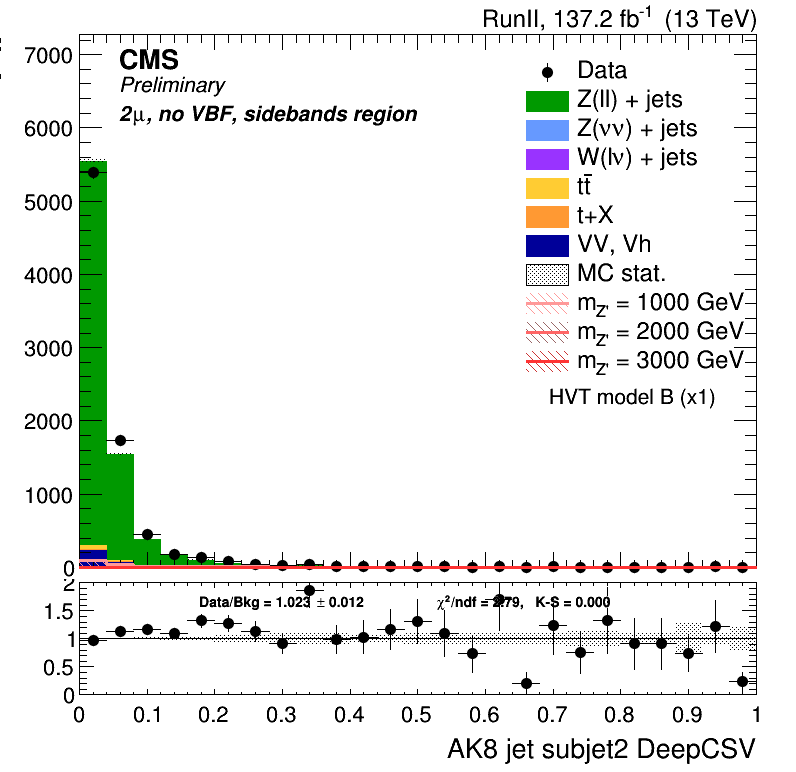 RunII, 137.2 fb⁻¹ (13 TeV)
CMS
Preliminary
2μ, no VBF, sidebands region
Data
Z(ll) + jets
Z(νν) + jets
W(lν) + jets
tt̄
t+X
VV, Vh
MC stat.
m_Z' = 1000 GeV
m_Z' = 2000 GeV
m_Z' = 3000 GeV
HVT model B (x1)
7000
6000
5000
4000
3000
2000
1000
0
Data/Bkg = 1.023 ± 0.012 χ²/ndf = 2.79, K-S = 0.000
2
1.5
1
0.5
0
0 0.1 0.2 0.3 0.4 0.5 0.6 0.7 0.8 0.9 1
AK8 jet subjet2 DeepCSV